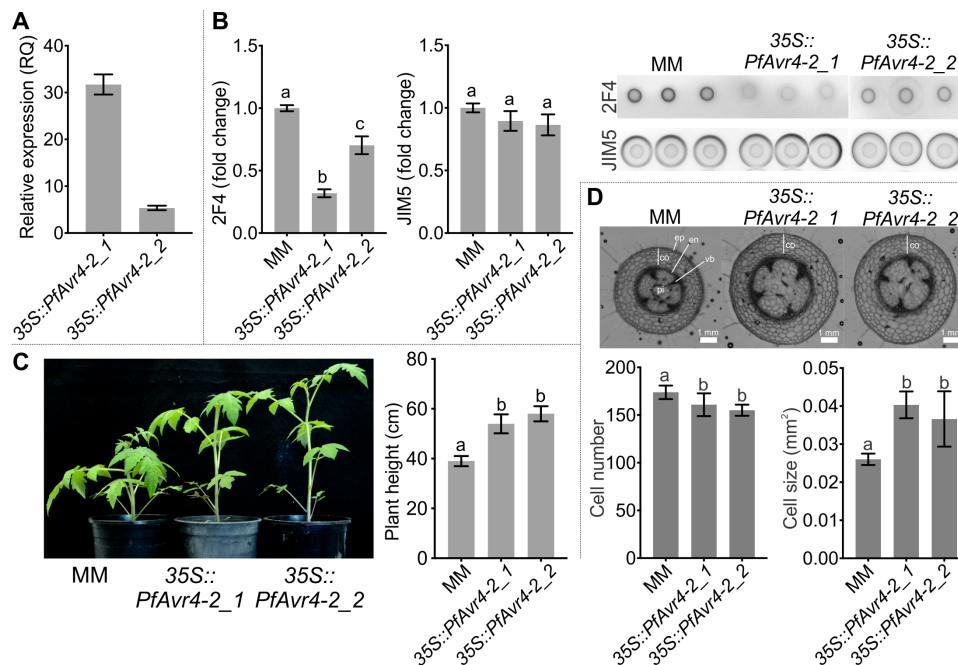 A
Relative expression (RQ)
40
30
20
10
0
35S::PfAvr4-2_1
35S::PfAvr4-2_2
B
2F4 (fold change)
1.5
1.0
0.5
0.0
a
b
c
MM
35S::PfAvr4-2_1
35S::PfAvr4-2_2
JIM5 (fold change)
1.5
1.0
0.5
0.0
a
a
a
MM
35S::PfAvr4-2_1
35S::PfAvr4-2_2
MM
35S::
PfAvr4-2_1
35S::
PfAvr4-2_2
2F4
JIM5
C
MM
35S::
PfAvr4-2_1
35S::
PfAvr4-2_2
Plant height (cm)
80
60
40
20
0
a
b
b
MM
35S::PfAvr4-2_1
35S::PfAvr4-2_2
D
MM
35S::
PfAvr4-2_1
35S::
PfAvr4-2_2
ep
en
co
vb
pi
1 mm
co
1 mm
co
1 mm
Cell number
200
150
100
50
0
a
b
b
MM
35S::PfAvr4-2_1
35S::PfAvr4-2_2
Cell size (mm²)
0.05
0.04
0.03
0.02
0.01
0.00
a
b
b
MM
35S::PfAvr4-2_1
35S::PfAvr4-2_2